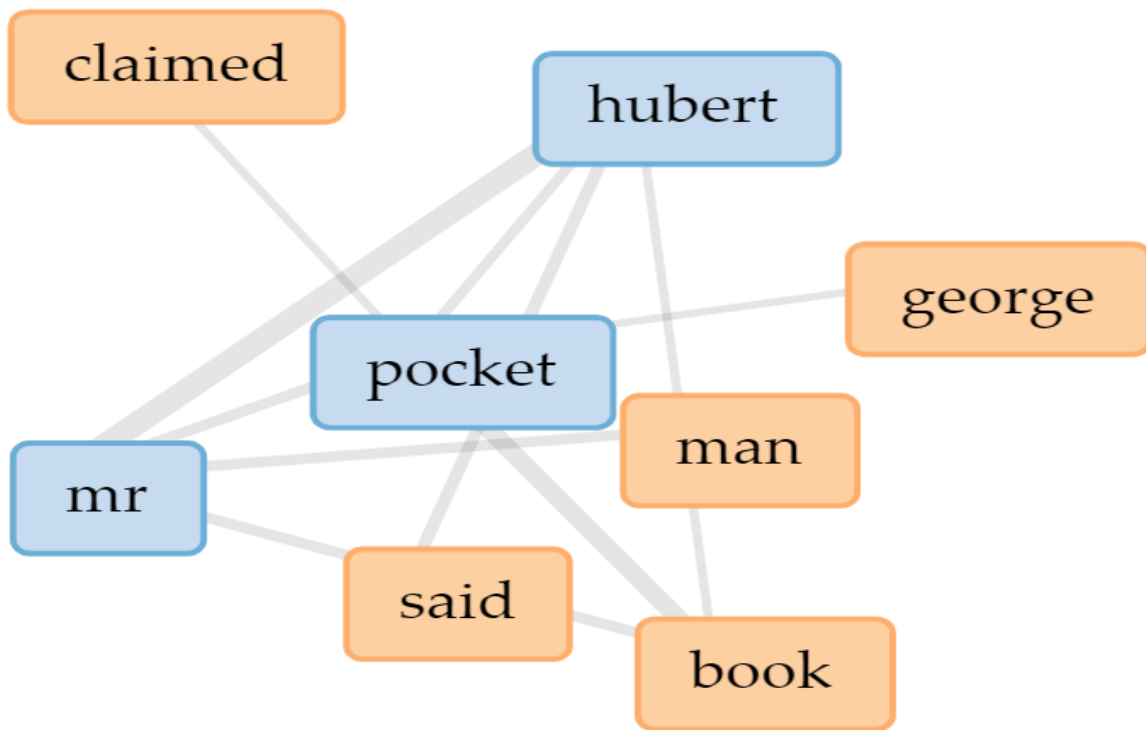 claimed
hubert
george
pocket
man
mr
said
book